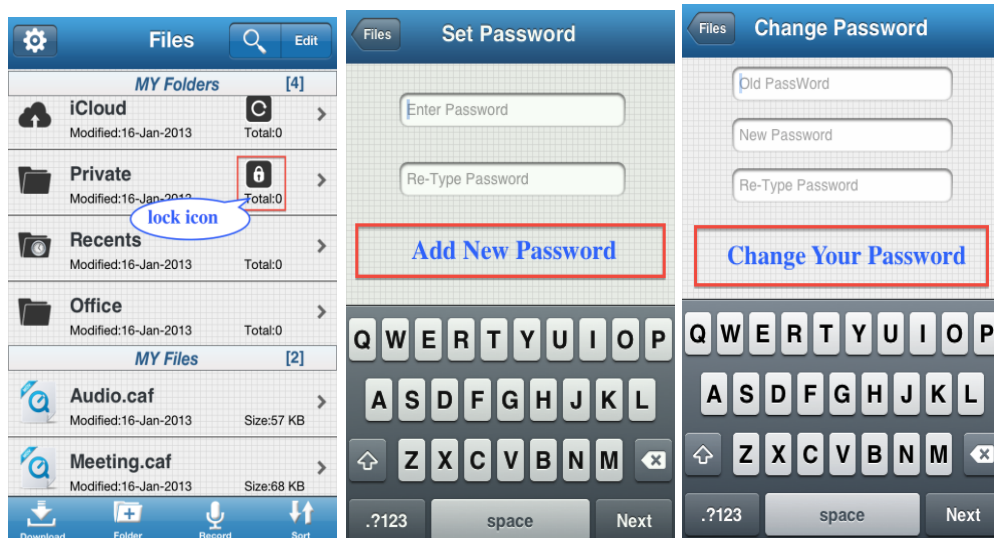 Files
Edit
MY Folders [4]
iCloud
Modified:16-Jan-2013 Total:0
Private
Modified:16-Jan-2013 Total:0
lock icon
Recents
Modified:16-Jan-2013 Total:0
Office
Modified:16-Jan-2013 Total:0
MY Files [2]
Audio.caf
Modified:16-Jan-2013 Size:57 KB
Meeting.caf
Modified:16-Jan-2013 Size:68 KB
Download Folder Record Sort
Files Set Password
Enter Password
Re-Type Password
Add New Password
Q W E R T Y U I O P
A S D F G H J K L
Z X C V B N M
.?123 space Next
Files Change Password
Old PassWord
New Password
Re-Type Password
Change Your Password
Q W E R T Y U I O P
A S D F G H J K L
Z X C V B N M
.?123 space Next